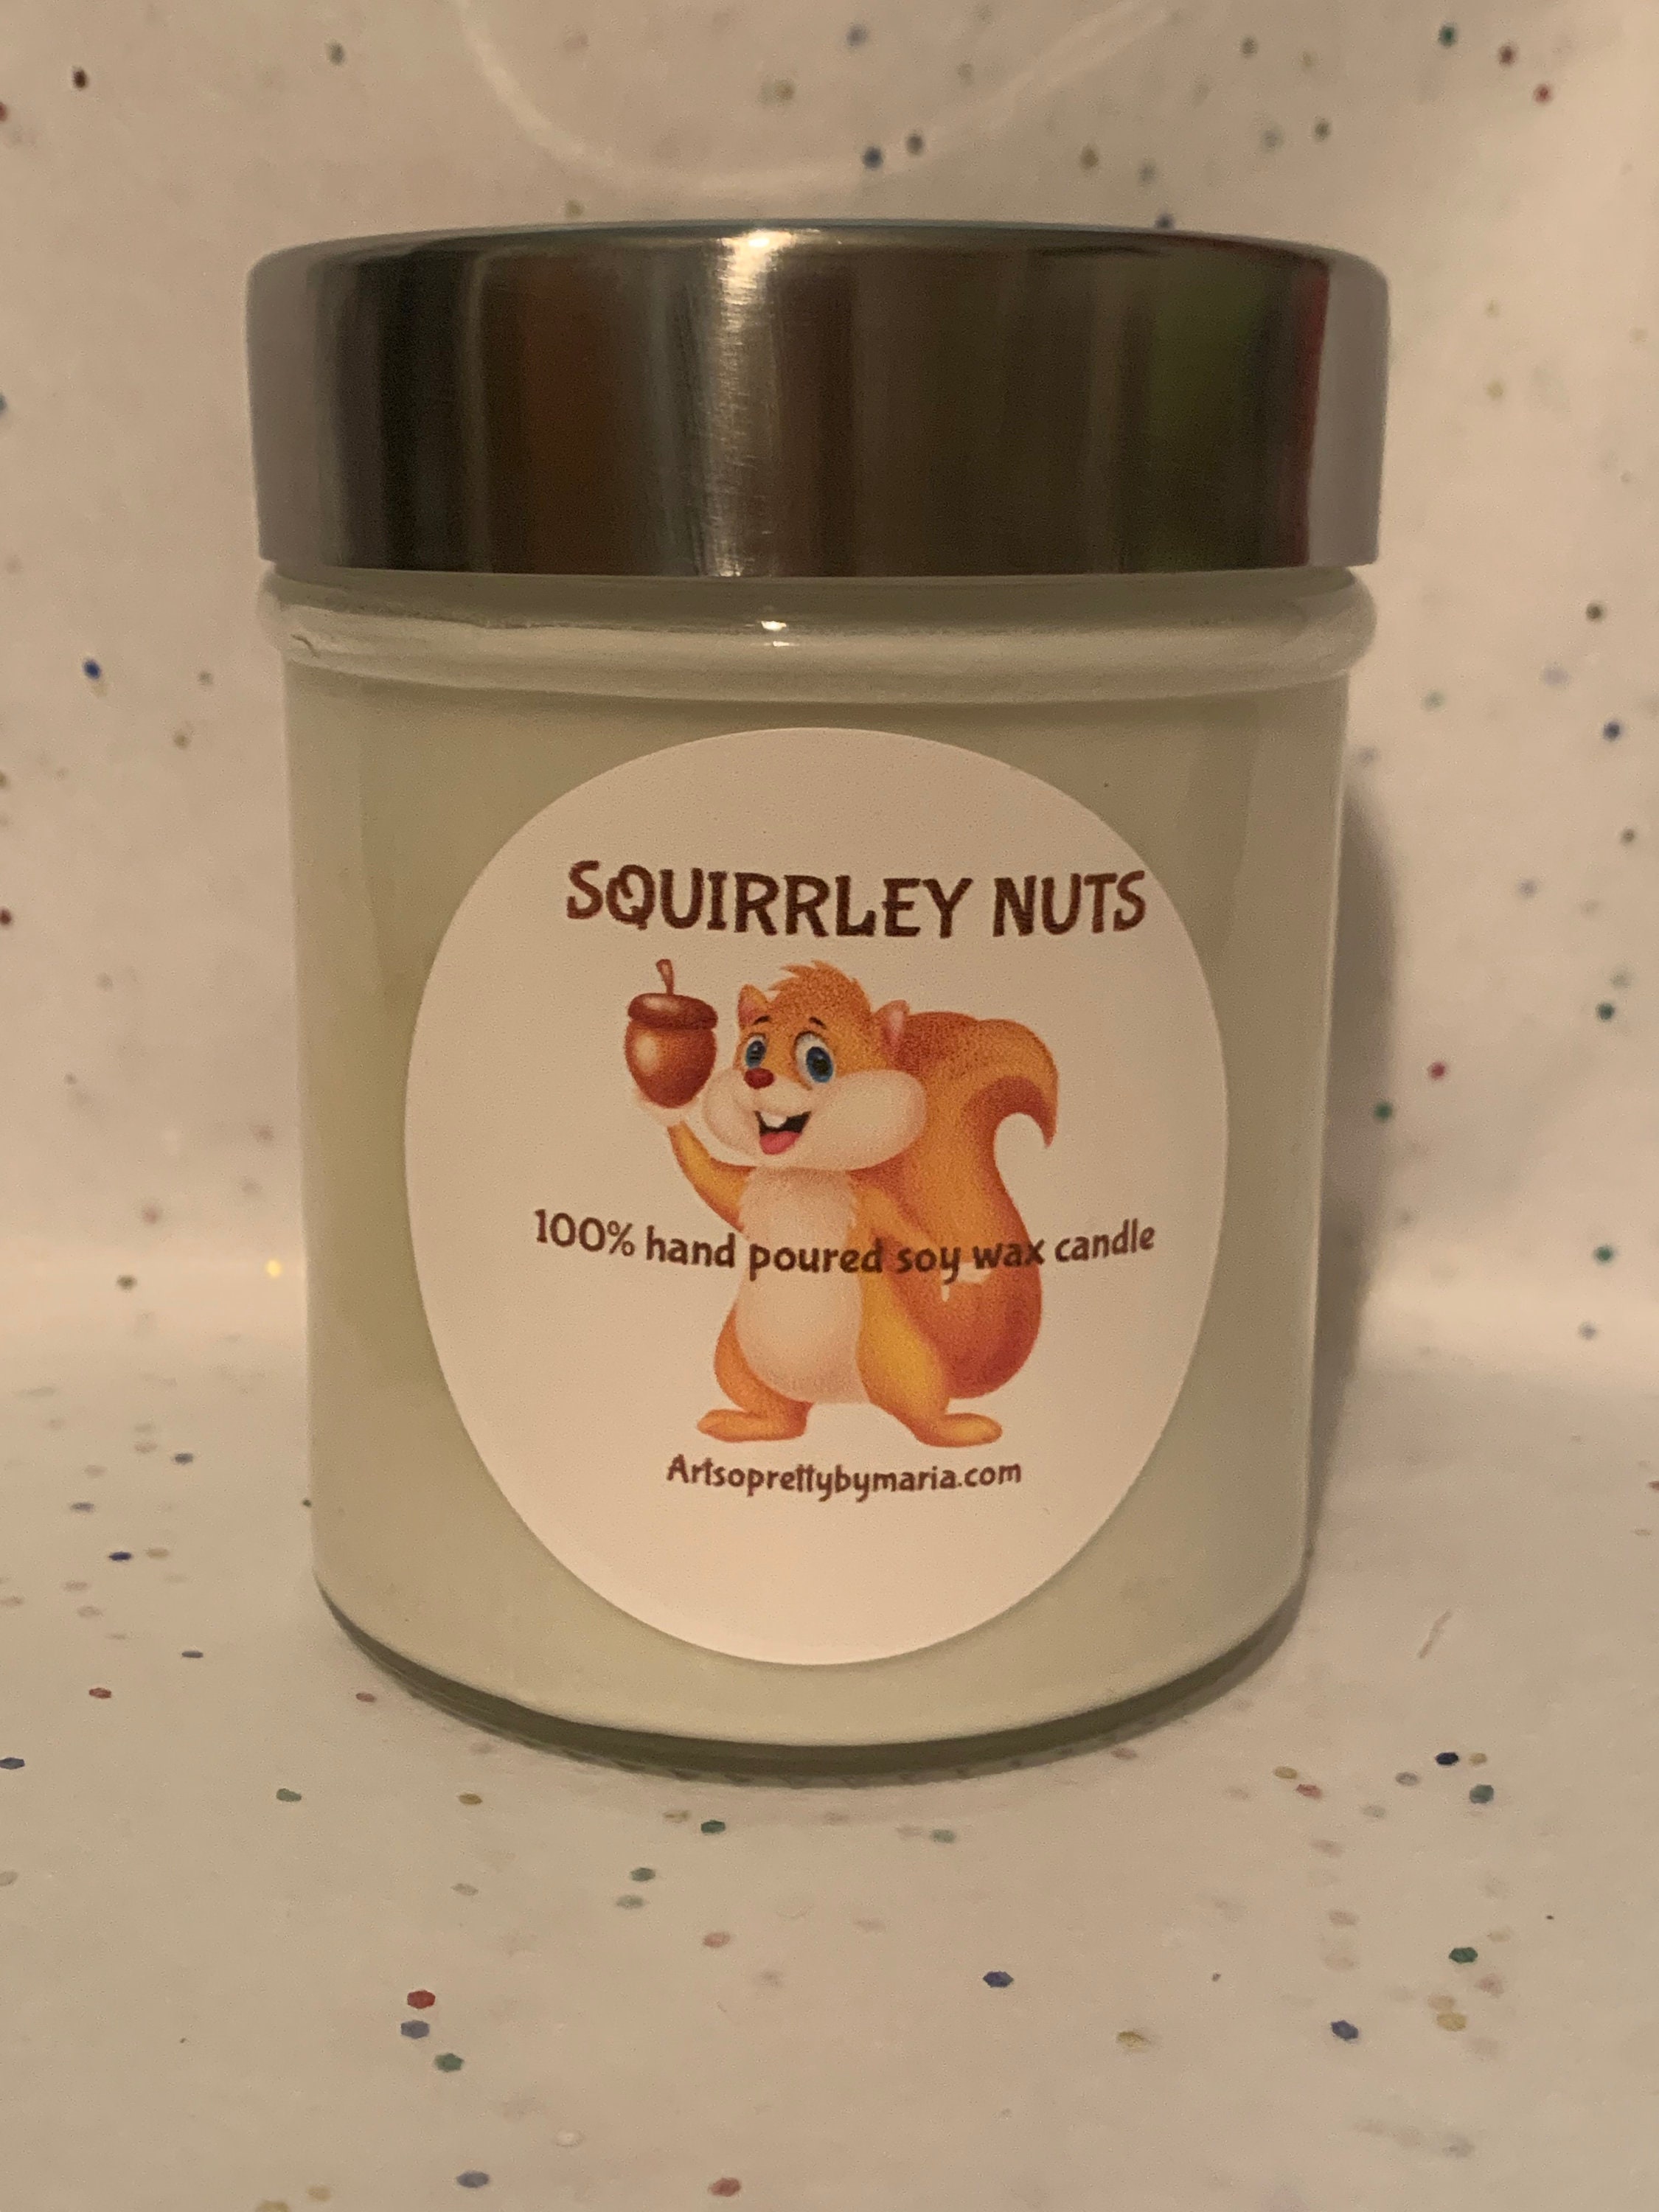 SQUIRRLEY NUTS
100% hand poured soy wax candle
Artsoprettybymaria.com